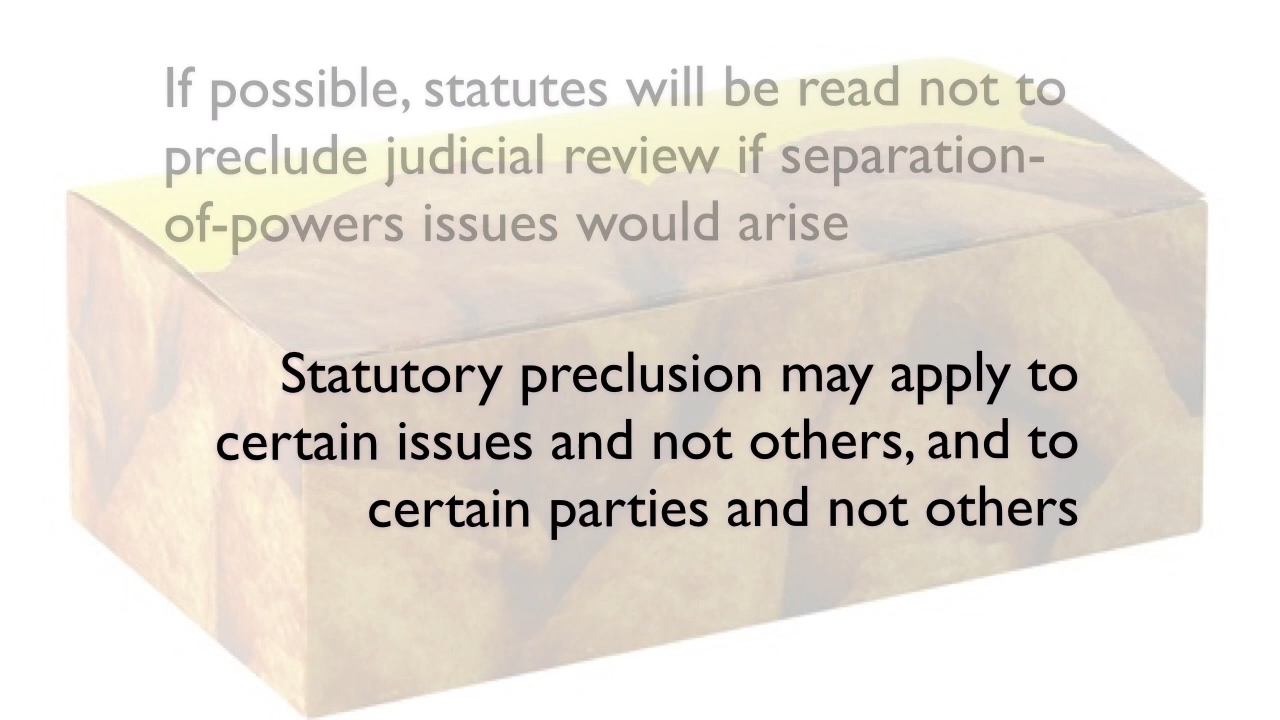 If possible, statutes will be read not to
preclude judicial review if separation-
of-powers issues would arise
Statutory preclusion may apply to
certain issues and not others, and to
certain parties and not others